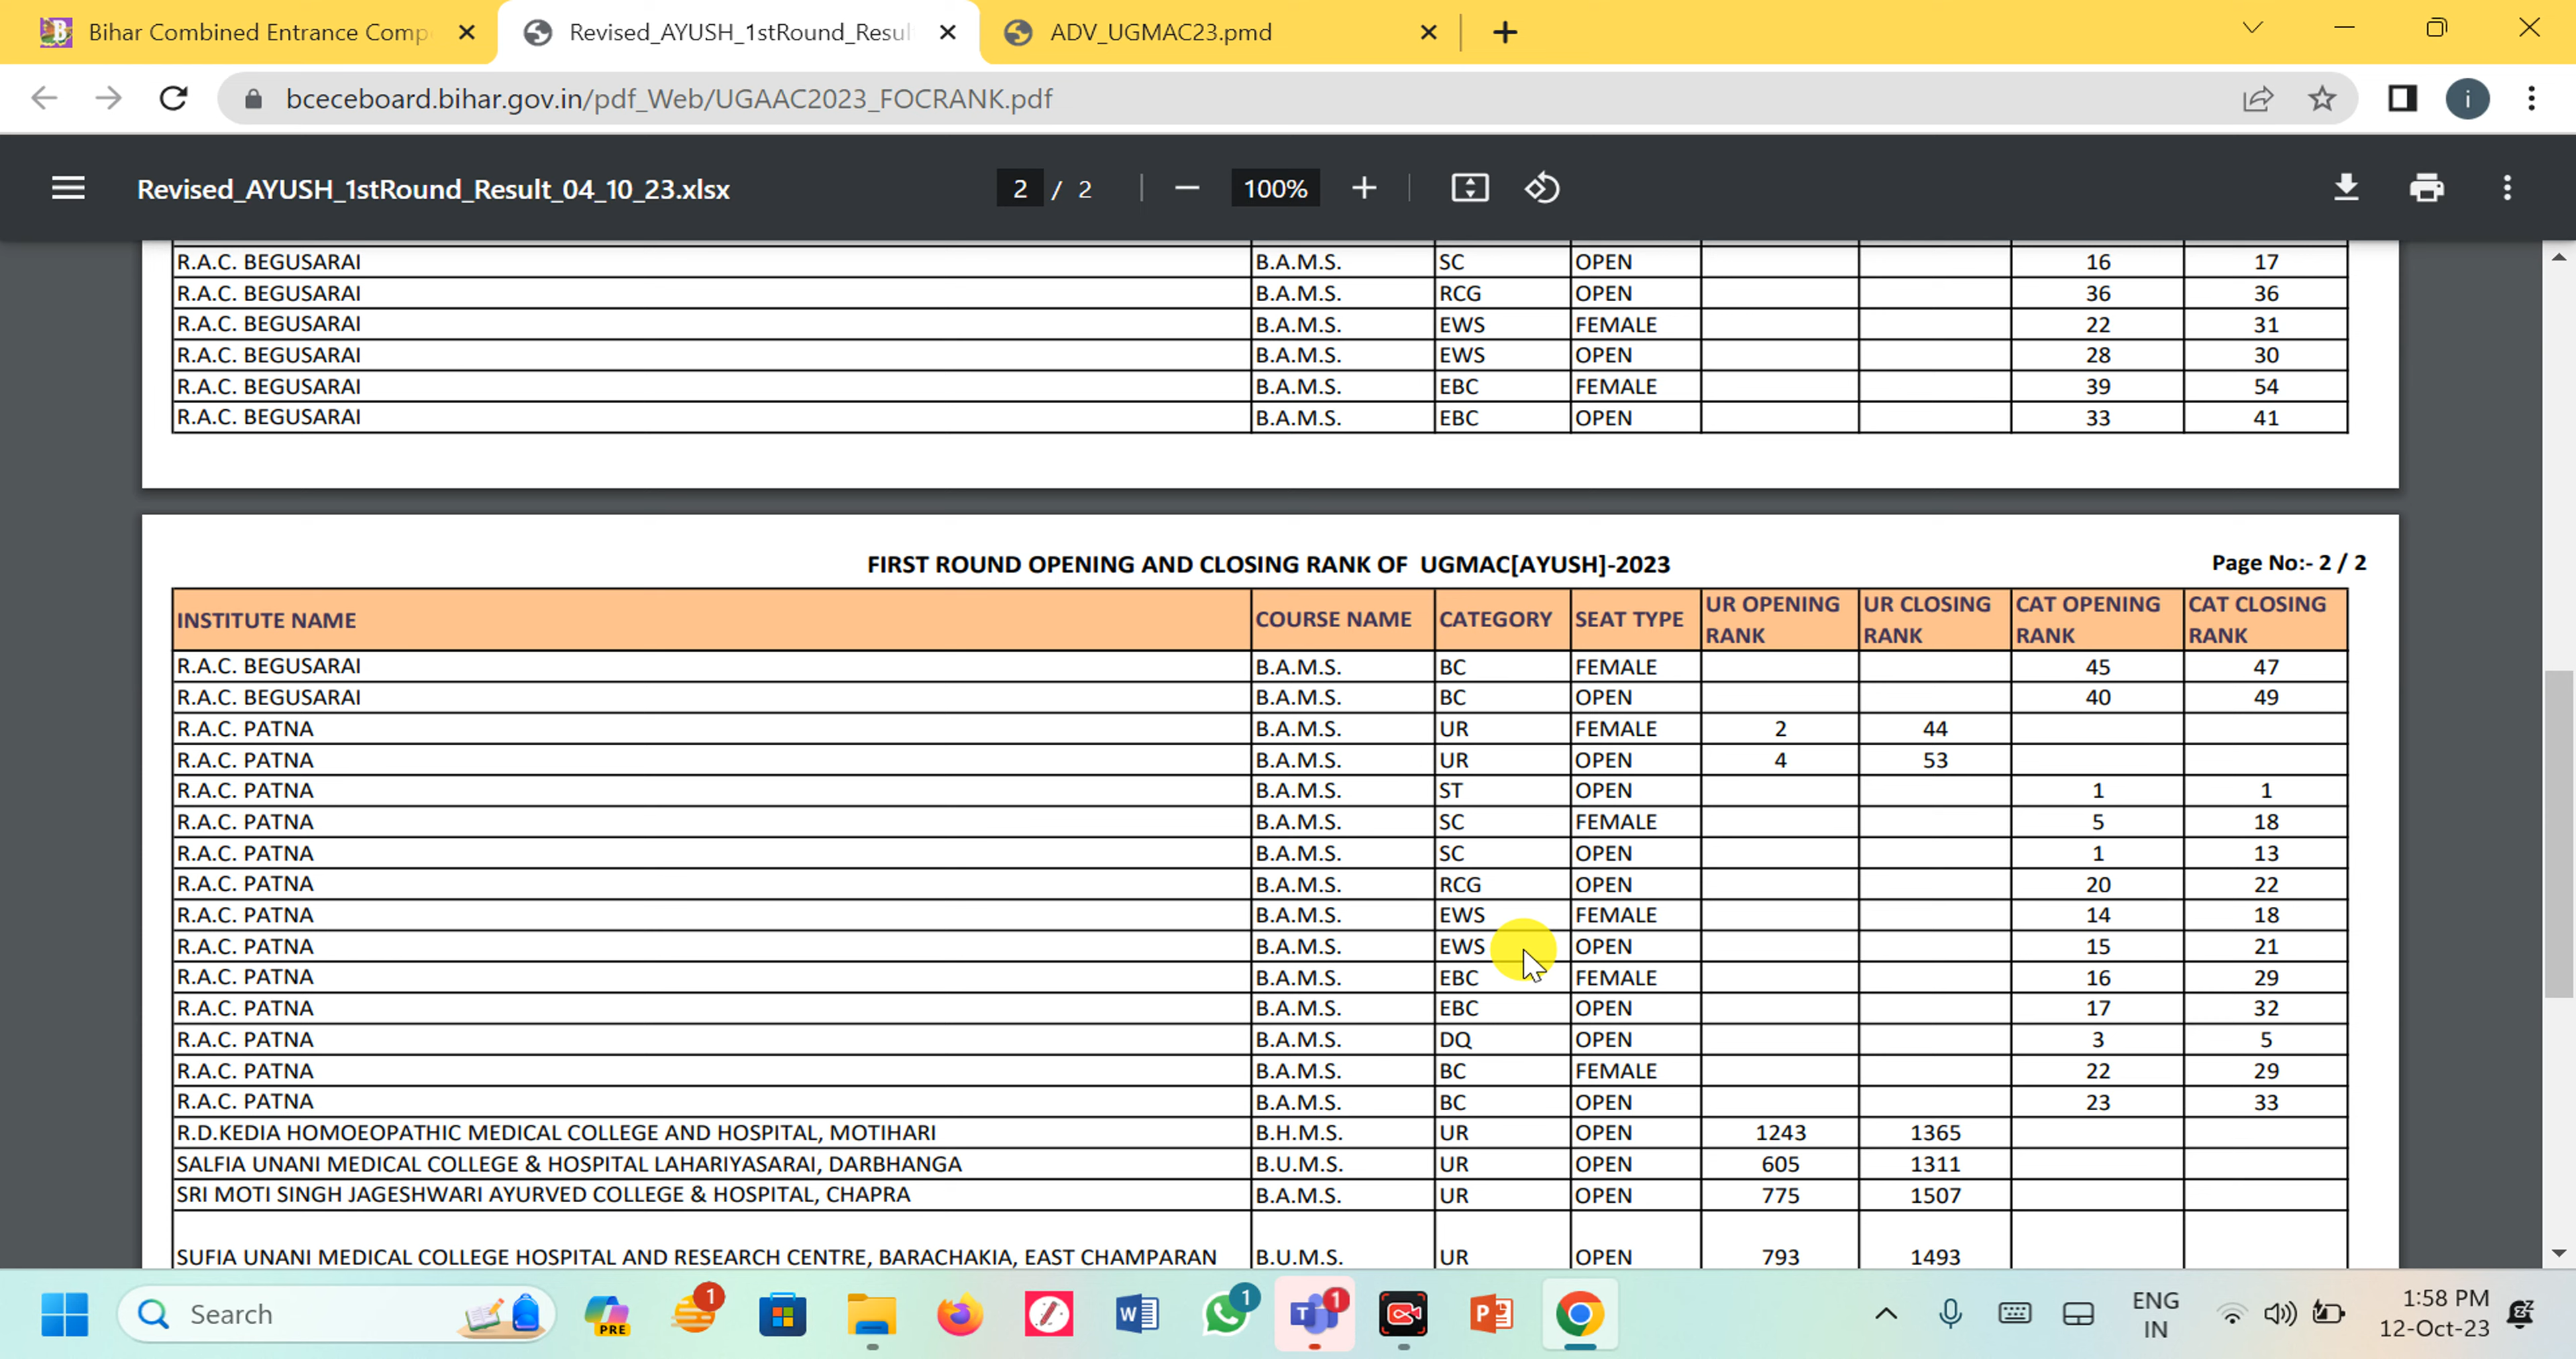 Bihar Combined Entrance Comp
Revised_AYUSH_1stRound_Resul
ADV_UGMAC23.pmd
bceceboard.bihar.gov.in/pdf_Web/UGAAC2023_FOCRANK.pdf
i
Revised_AYUSH_1stRound_Result_04_10_23.xlsx
2 / 2
100%
R.A.C. BEGUSARAI B.A.M.S. SC OPEN 16 17
R.A.C. BEGUSARAI B.A.M.S. RCG OPEN 36 36
R.A.C. BEGUSARAI B.A.M.S. EWS FEMALE 22 31
R.A.C. BEGUSARAI B.A.M.S. EWS OPEN 28 30
R.A.C. BEGUSARAI B.A.M.S. EBC FEMALE 39 54
R.A.C. BEGUSARAI B.A.M.S. EBC OPEN 33 41
FIRST ROUND OPENING AND CLOSING RANK OF UGMAC[AYUSH]-2023
Page No:- 2 / 2
INSTITUTE NAME COURSE NAME CATEGORY SEAT TYPE UR OPENING RANK UR CLOSING RANK CAT OPENING RANK CAT CLOSING RANK
R.A.C. BEGUSARAI B.A.M.S. BC FEMALE 45 47
R.A.C. BEGUSARAI B.A.M.S. BC OPEN 40 49
R.A.C. PATNA B.A.M.S. UR FEMALE 2 44
R.A.C. PATNA B.A.M.S. UR OPEN 4 53
R.A.C. PATNA B.A.M.S. ST OPEN 1 1
R.A.C. PATNA B.A.M.S. SC FEMALE 5 18
R.A.C. PATNA B.A.M.S. SC OPEN 1 13
R.A.C. PATNA B.A.M.S. RCG OPEN 20 22
R.A.C. PATNA B.A.M.S. EWS FEMALE 14 18
R.A.C. PATNA B.A.M.S. EWS OPEN 15 21
R.A.C. PATNA B.A.M.S. EBC FEMALE 16 29
R.A.C. PATNA B.A.M.S. EBC OPEN 17 32
R.A.C. PATNA B.A.M.S. DQ OPEN 3 5
R.A.C. PATNA B.A.M.S. BC FEMALE 22 29
R.A.C. PATNA B.A.M.S. BC OPEN 23 33
R.D.KEDIA HOMOEOPATHIC MEDICAL COLLEGE AND HOSPITAL, MOTIHARI B.H.M.S. UR OPEN 1243 1365
SALFIA UNANI MEDICAL COLLEGE & HOSPITAL LAHARIYASARAI, DARBHANGA B.U.M.S. UR OPEN 605 1311
SRI MOTI SINGH JAGESHWARI AYURVED COLLEGE & HOSPITAL, CHAPRA B.A.M.S. UR OPEN 775 1507
SUFIA UNANI MEDICAL COLLEGE HOSPITAL AND RESEARCH CENTRE, BARACHAKIA, EAST CHAMPARAN B.U.M.S. UR OPEN 793 1493
Search
PRE
1
W
1
T
1
P
ENG
IN
1:58 PM
12-Oct-23